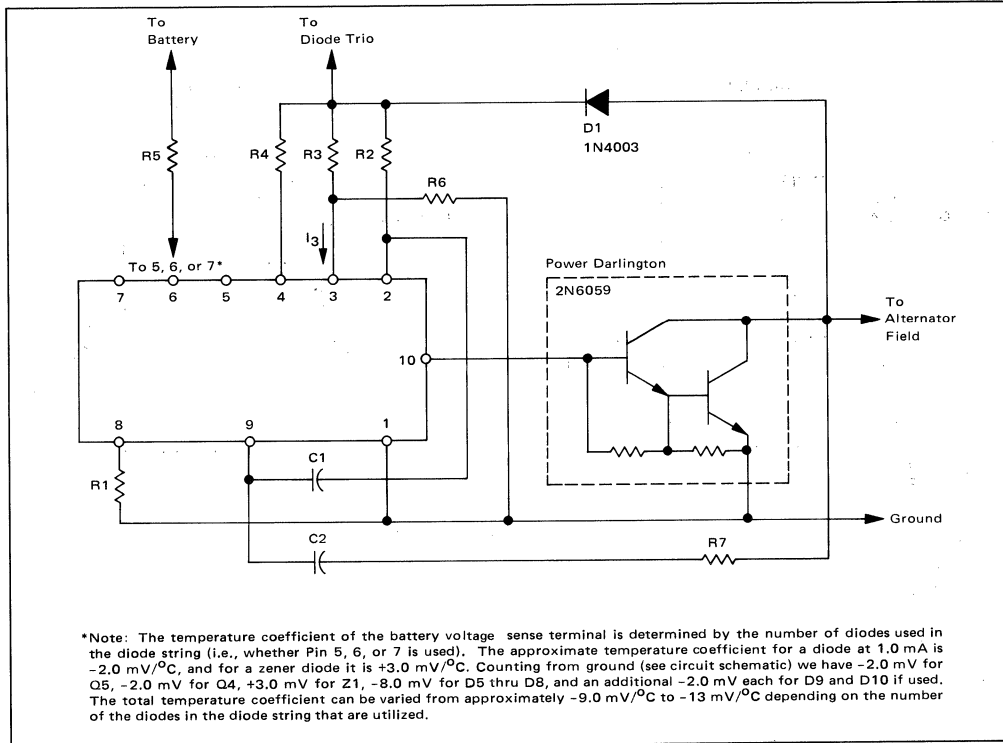 To
Battery
To
Diode Trio
D1
1N4003
R5
R4
R3
R2
R6
I3
To 5, 6, or 7*
7
6
5
4
3
2
Power Darlington
2N6059
To
Alternator
Field
10
8
9
1
C1
R1
Ground
C2
R7
*Note: The temperature coefficient of the battery voltage sense terminal is determined by the number of diodes used in
the diode string (i.e., whether Pin 5, 6, or 7 is used). The approximate temperature coefficient for a diode at 1.0 mA is
-2.0 mV/°C, and for a zener diode it is +3.0 mV/°C. Counting from ground (see circuit schematic) we have -2.0 mV for
Q5, -2.0 mV for Q4, +3.0 mV for Z1, -8.0 mV for D5 thru D8, and an additional -2.0 mV each for D9 and D10 if used.
The total temperature coefficient can be varied from approximately -9.0 mV/°C to -13 mV/°C depending on the number
of the diodes in the diode string that are utilized.